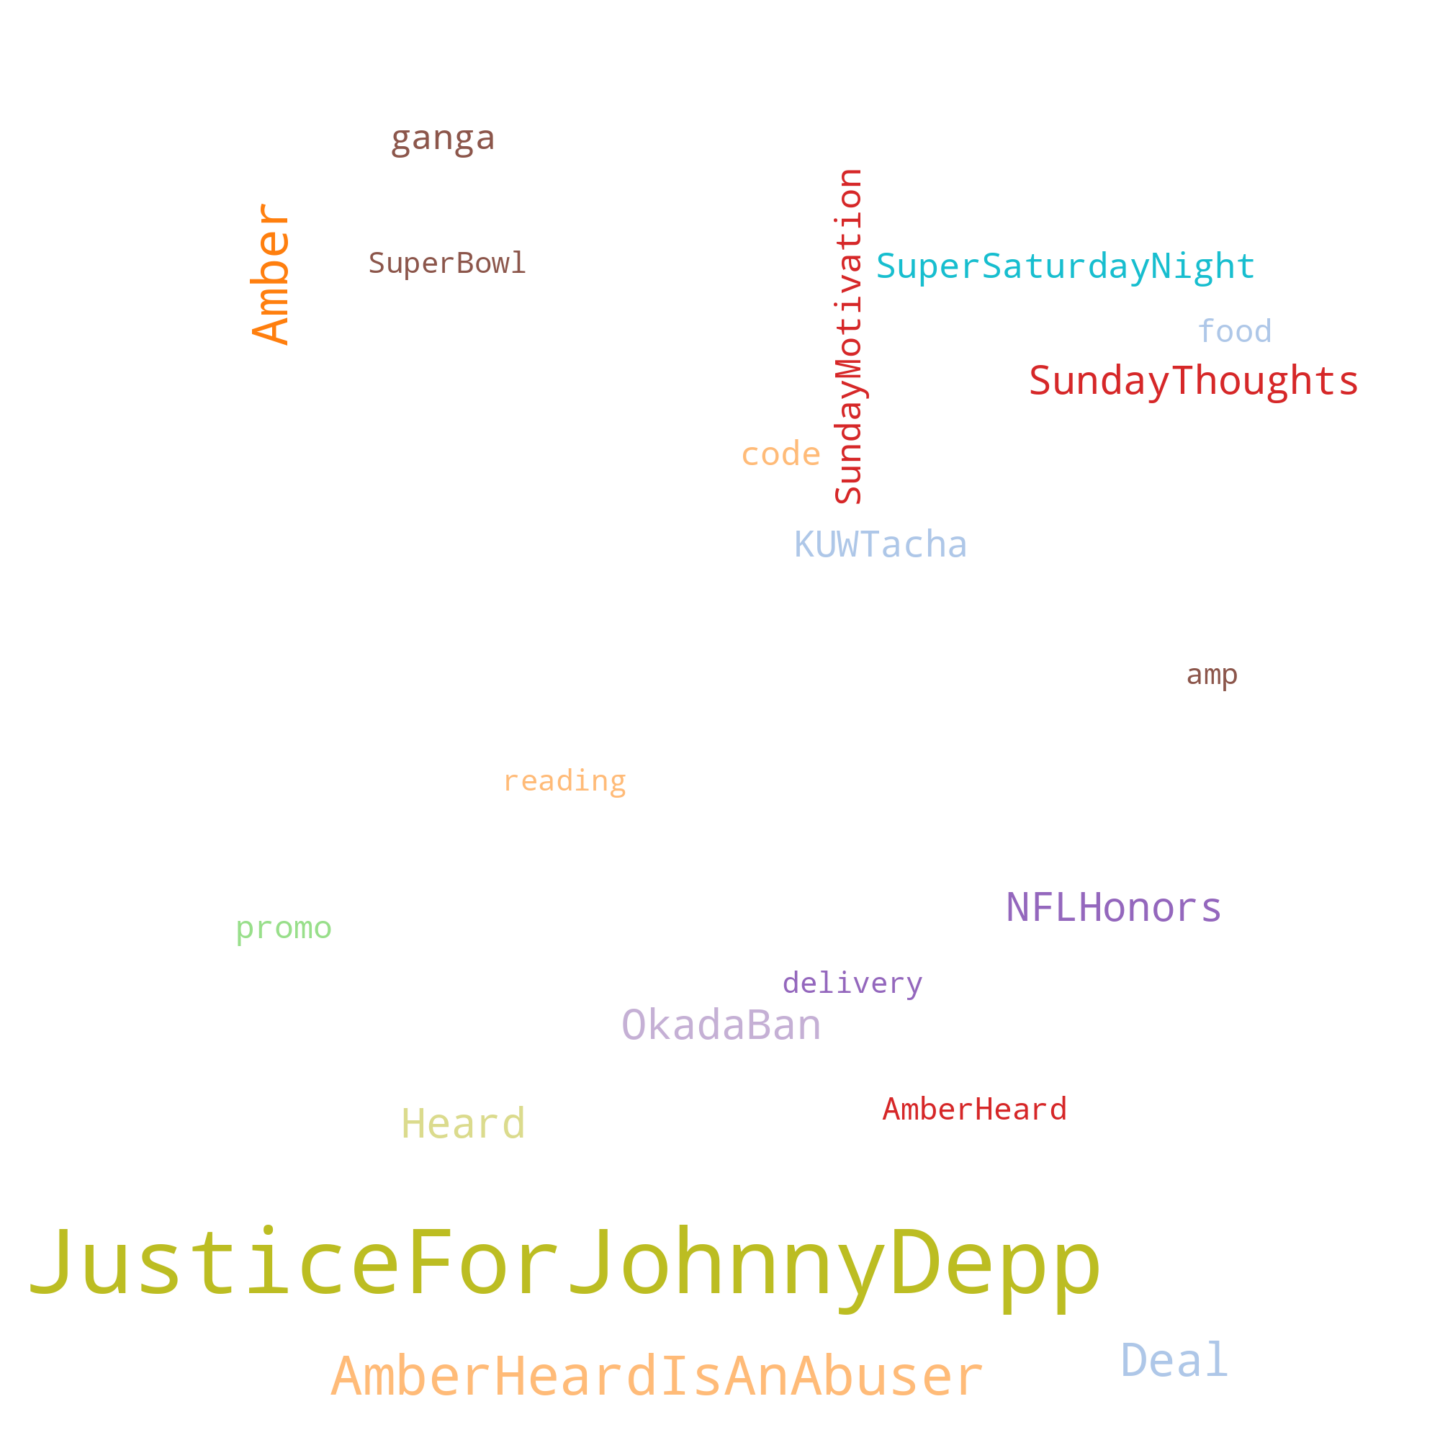 ganga
Amber
SuperBowl
SundayMotivation
SuperSaturdayNight
food
SundayThoughts
code
KUWTacha
amp
reading
NFLHonors
promo
delivery
OkadaBan
AmberHeard
Heard
JusticeForJohnnyDepp
Deal
AmberHeardIsAnAbuser